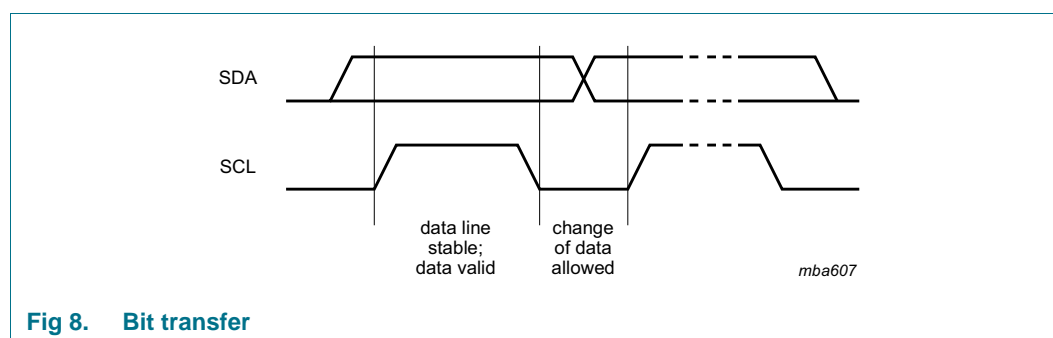 SDA
SCL
data line
stable;
data valid
change
of data
allowed
mba607
Fig 8. Bit transfer